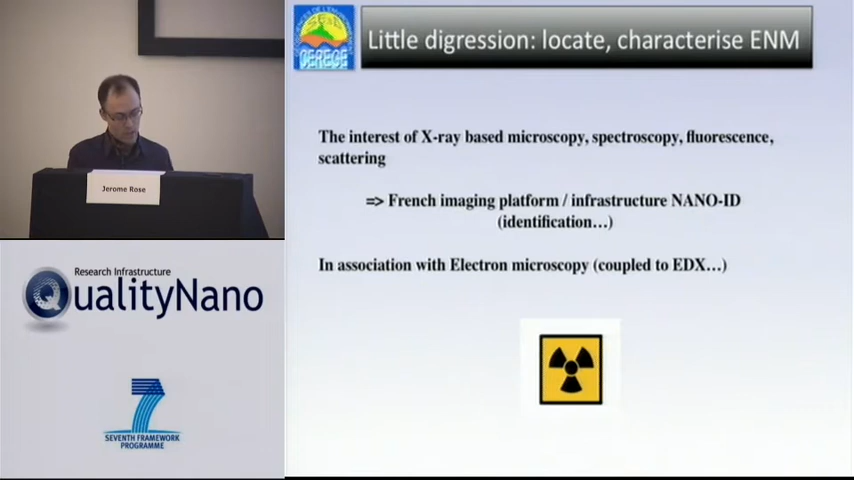 Jerome Rose
Research Infrastructure
QualityNano
7
SEVENTH FRAMEWORK
PROGRAMME
CEREGE
Little digression: locate, characterise ENM
The interest of X-ray based microscopy, spectroscopy, fluorescence,
scattering
=> French imaging platform / infrastructure NANO-ID
(identification...)
In association with Electron microscopy (coupled to EDX...)